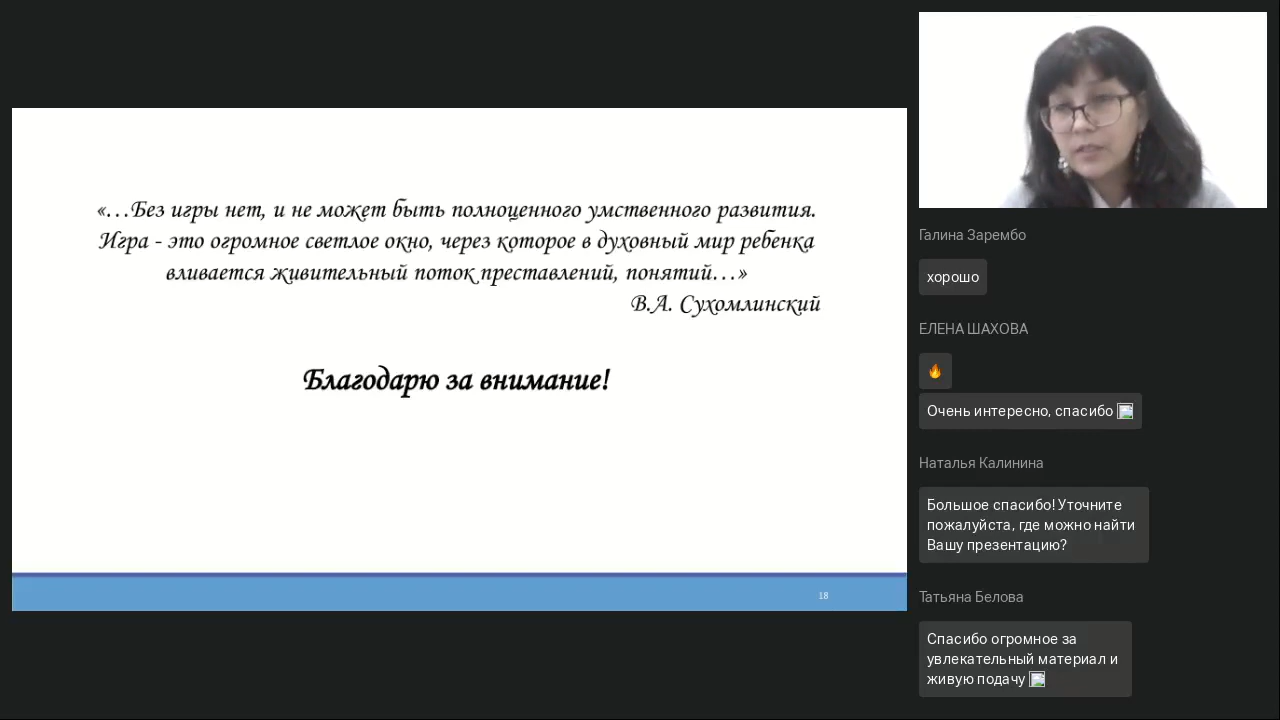 «…Без игры нет, и не может быть полноценного умственного развития.
Игра - это огромное светлое окно, через которое в духовный мир ребенка
вливается живительный поток преставлений, понятий…»
В.А. Сухомлинский
Благодарю за внимание!
18
Галина Зарембо
хорошо
ЕЛЕНА ШАХОВА
🔥
Очень интересно, спасибо
Наталья Калинина
Большое спасибо! Уточните
пожалуйста, где можно найти
Вашу презентацию?
Татьяна Белова
Спасибо огромное за
увлекательный материал и
живую подачу